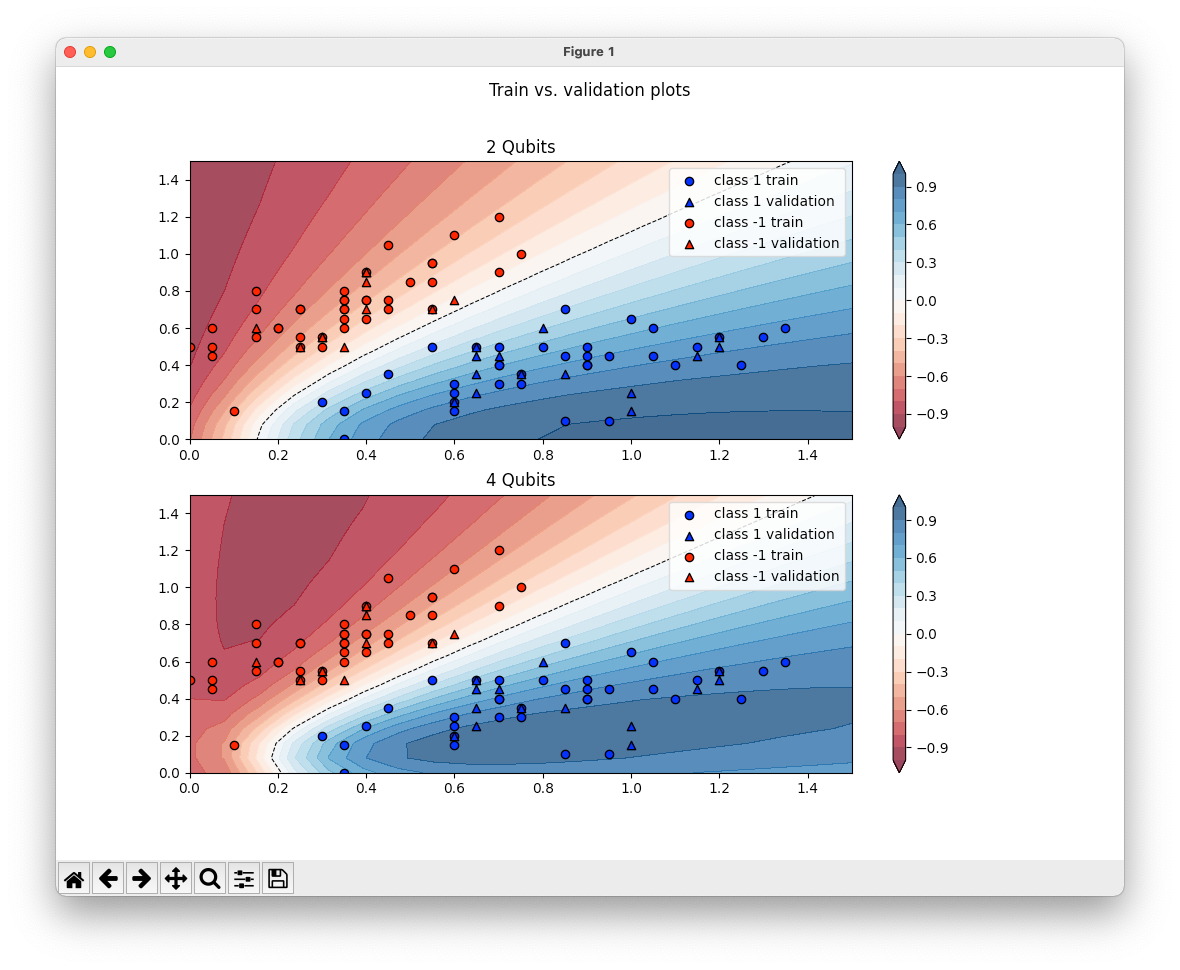 Figure 1
Train vs. validation plots
2 Qubits
1.4
1.2
1.0
0.8
0.6
0.4
0.2
0.0
0.0 0.2 0.4 0.6 0.8 1.0 1.2 1.4
class 1 train
class 1 validation
class -1 train
class -1 validation
0.9
0.6
0.3
0.0
−0.3
−0.6
−0.9
4 Qubits
1.4
1.2
1.0
0.8
0.6
0.4
0.2
0.0
0.0 0.2 0.4 0.6 0.8 1.0 1.2 1.4
class 1 train
class 1 validation
class -1 train
class -1 validation
0.9
0.6
0.3
0.0
−0.3
−0.6
−0.9